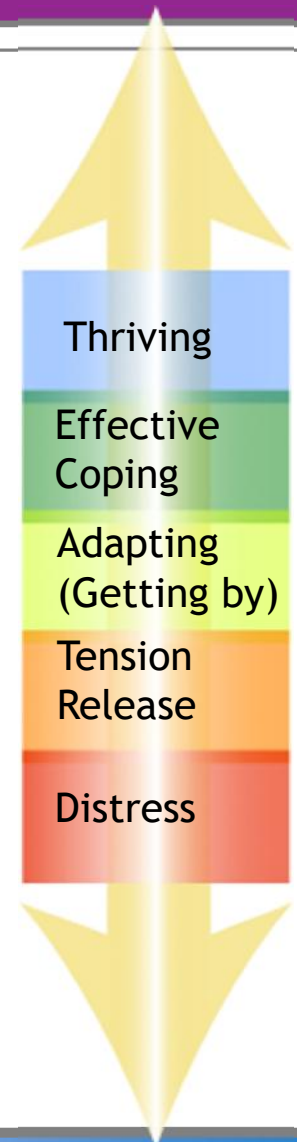 Thriving
Effective
Coping
Adapting
(Getting by)
Tension
Release
Distress